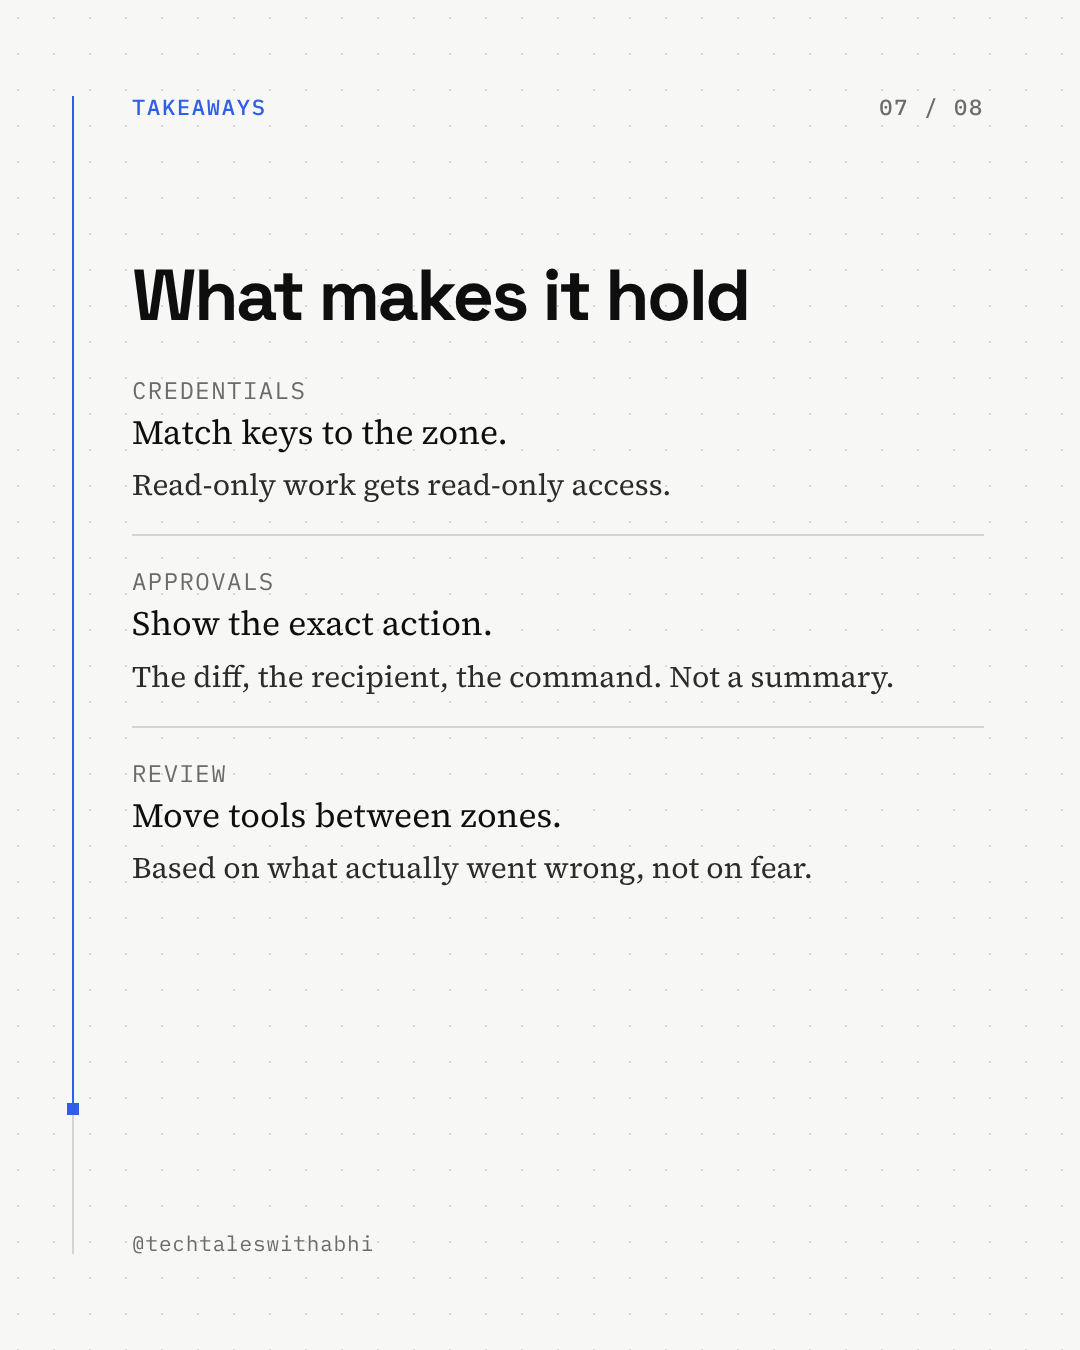 TAKEAWAYS
07 / 08
What makes it hold
CREDENTIALS
Match keys to the zone.
Read-only work gets read-only access.
APPROVALS
Show the exact action.
The diff, the recipient, the command. Not a summary.
REVIEW
Move tools between zones.
Based on what actually went wrong, not on fear.
@techtaleswithabhi